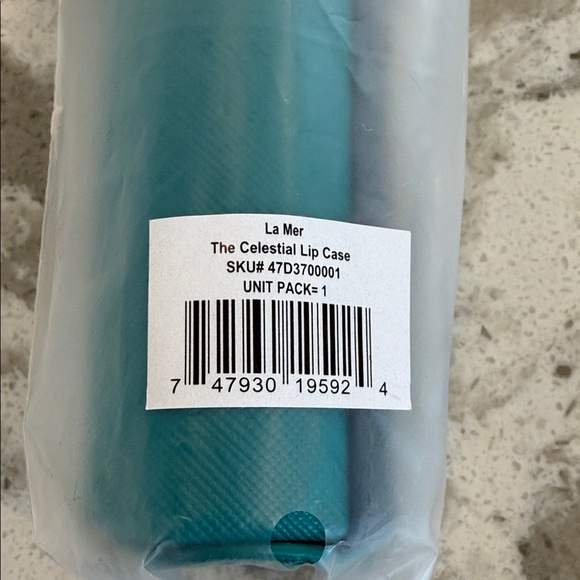 La Mer
The Celestial Lip Case
SKU# 47D3700001
UNIT PACK= 1
7 47930 19592 4